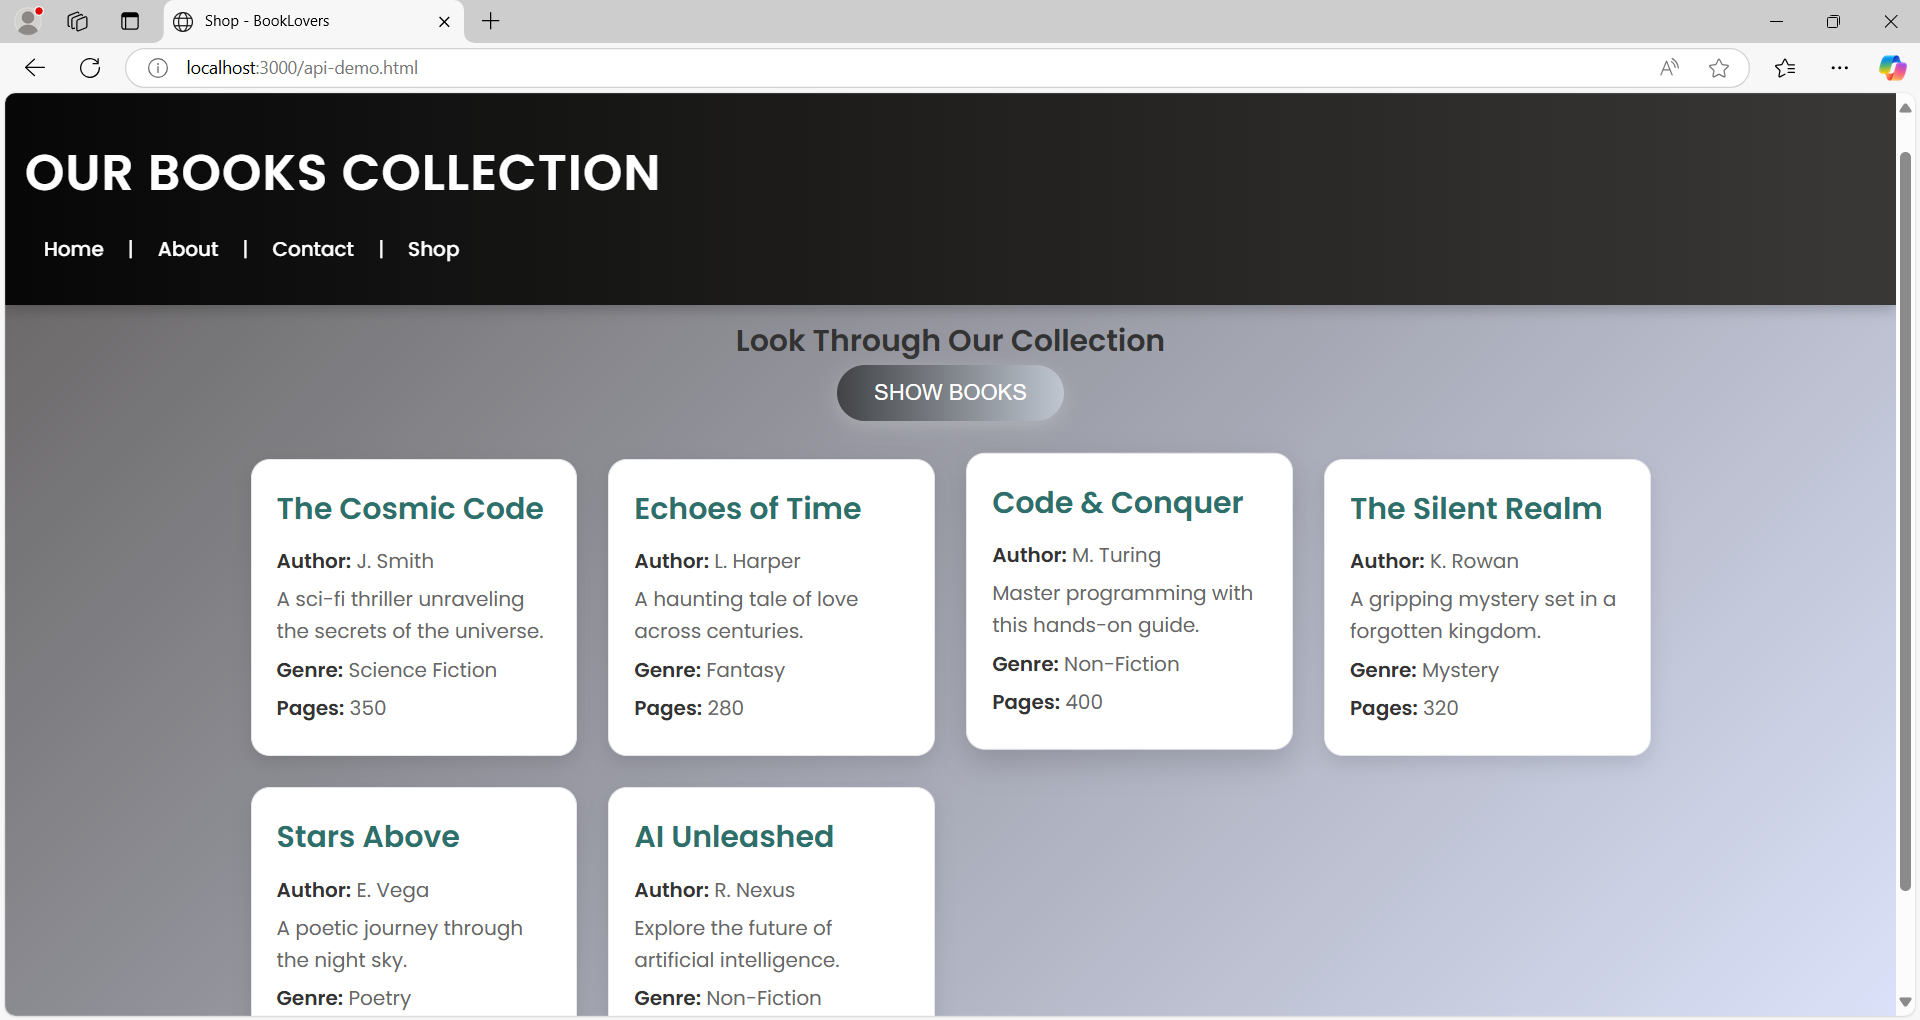 Shop - BookLovers
localhost:3000/api-demo.html
OUR BOOKS COLLECTION
Home | About | Contact | Shop
Look Through Our Collection
SHOW BOOKS
The Cosmic Code
Author: J. Smith
A sci-fi thriller unraveling
the secrets of the universe.
Genre: Science Fiction
Pages: 350
Echoes of Time
Author: L. Harper
A haunting tale of love
across centuries.
Genre: Fantasy
Pages: 280
Code & Conquer
Author: M. Turing
Master programming with
this hands-on guide.
Genre: Non-Fiction
Pages: 400
The Silent Realm
Author: K. Rowan
A gripping mystery set in a
forgotten kingdom.
Genre: Mystery
Pages: 320
Stars Above
Author: E. Vega
A poetic journey through
the night sky.
Genre: Poetry
AI Unleashed
Author: R. Nexus
Explore the future of
artificial intelligence.
Genre: Non-Fiction